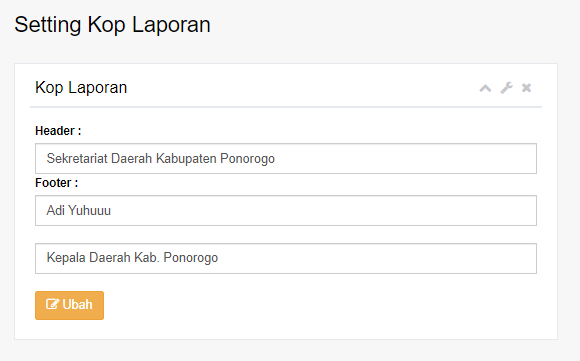 Setting Kop Laporan
Kop Laporan
Header :
Sekretariat Daerah Kabupaten Ponorogo
Footer :
Adi Yuhuuu
Kepala Daerah Kab. Ponorogo
Ubah